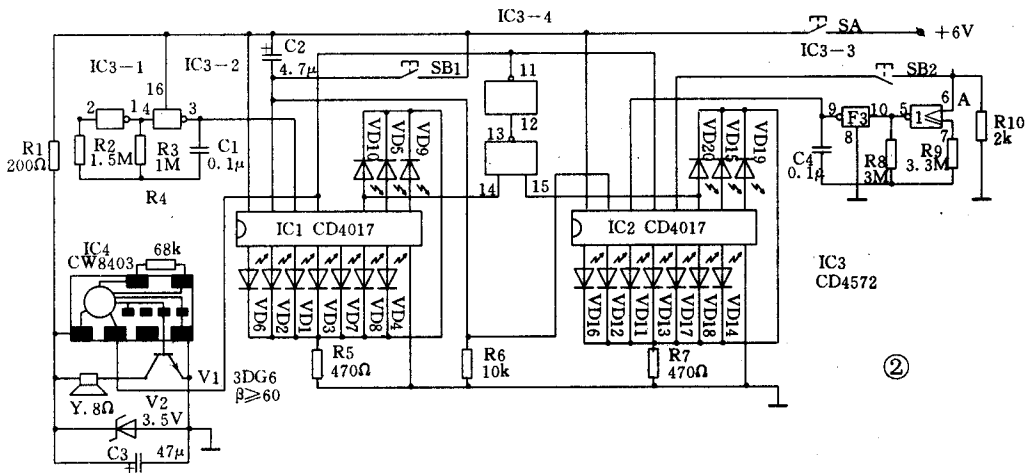 IC3-4
SA
+6V
C2
4.7μ
IC3-1
IC3-2
IC3-3
SB1
SB2
11
12
13
14
15
16
2
1
4
3
R1
200Ω
R2
1.5M
R3
1M
C1
0.1μ
R4
VD10
VD5
VD9
VD20
VD15
VD19
9
F3
10
8
5
1
6
A
7
C4
0.1μ
R8
3M
R9
3.3M
R10
2k
IC1 CD4017
IC2 CD4017
IC3
CD4572
IC4
CW8403
68k
VD6
VD2
VD1
VD3
VD7
VD8
VD4
VD16
VD12
VD11
VD13
VD17
VD18
VD14
R5
470Ω
R6
10k
R7
470Ω
V1
3DG6
β≥60
Y.8Ω
V2
3.5V
C3
47μ
+
②